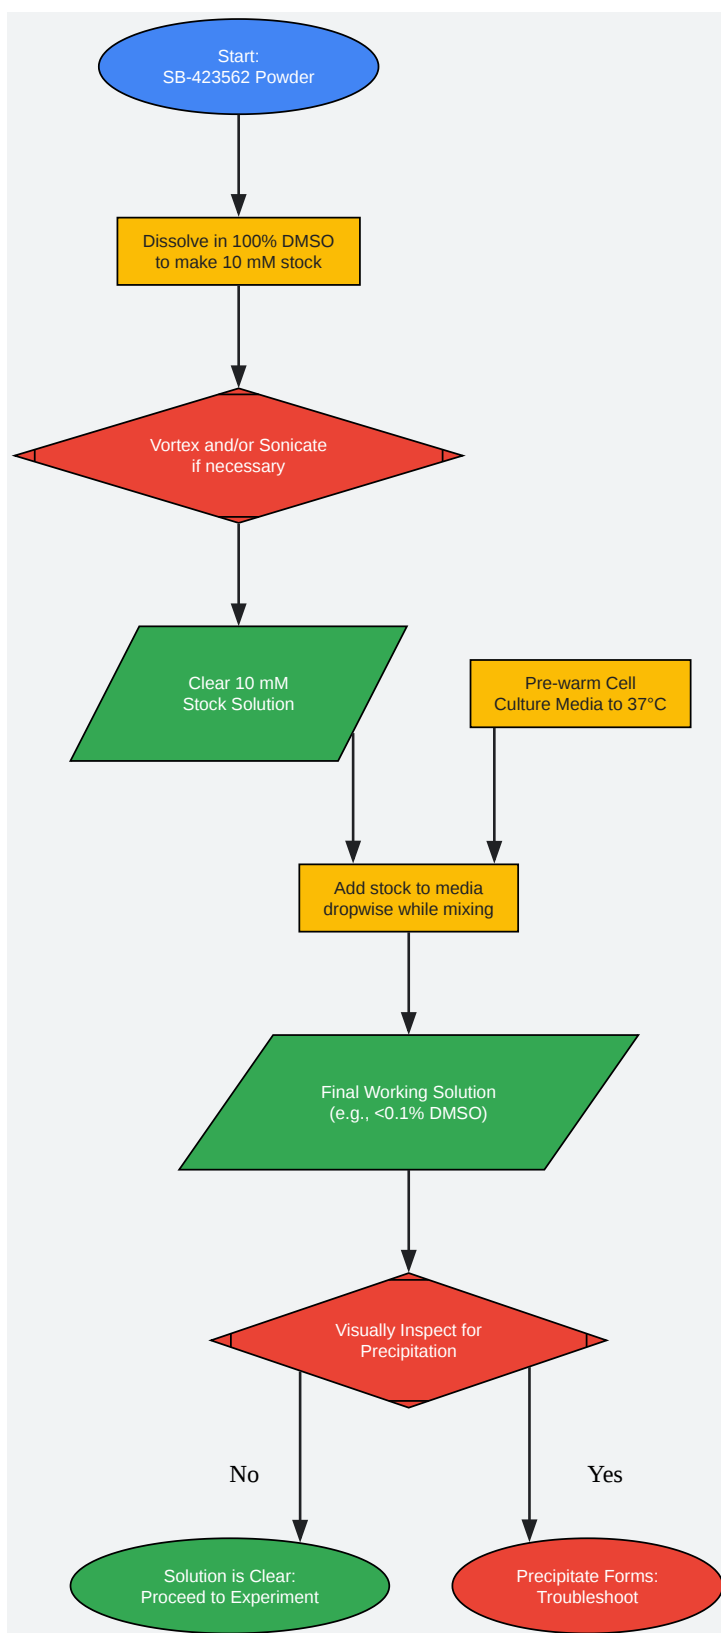 Start:
SB-423562 Powder
Dissolve in 100% DMSO
to make 10 mM stock
Vortex and/or Sonicate
if necessary
Clear 10 mM
Stock Solution
Pre-warm Cell
Culture Media to 37°C
Add stock to media
dropwise while mixing
Final Working Solution
(e.g., <0.1% DMSO)
Visually Inspect for
Precipitation
No
Yes
Solution is Clear:
Proceed to Experiment
Precipitate Forms:
Troubleshoot